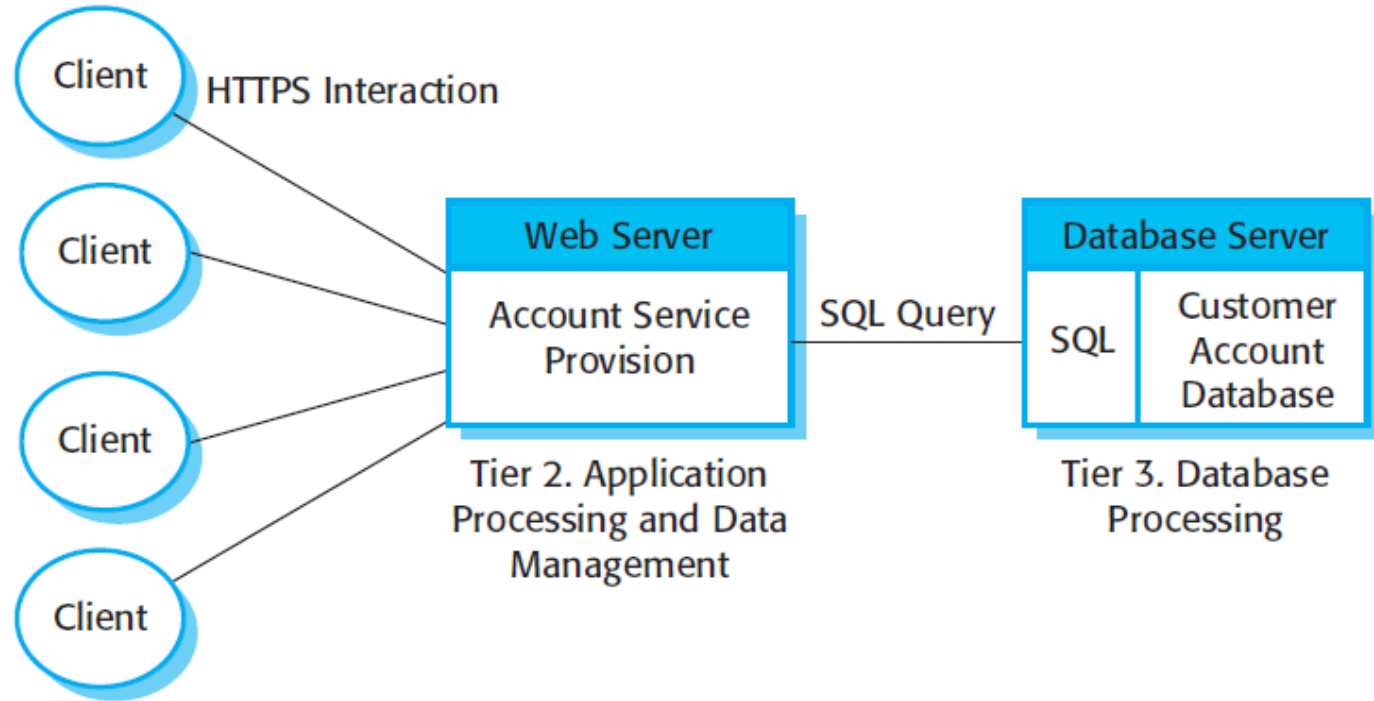 Client
HTTPS Interaction
Client
Client
Client
Web Server
Account Service
Provision
Tier 2. Application
Processing and Data
Management
SQL Query
Database Server
SQL
Customer
Account
Database
Tier 3. Database
Processing